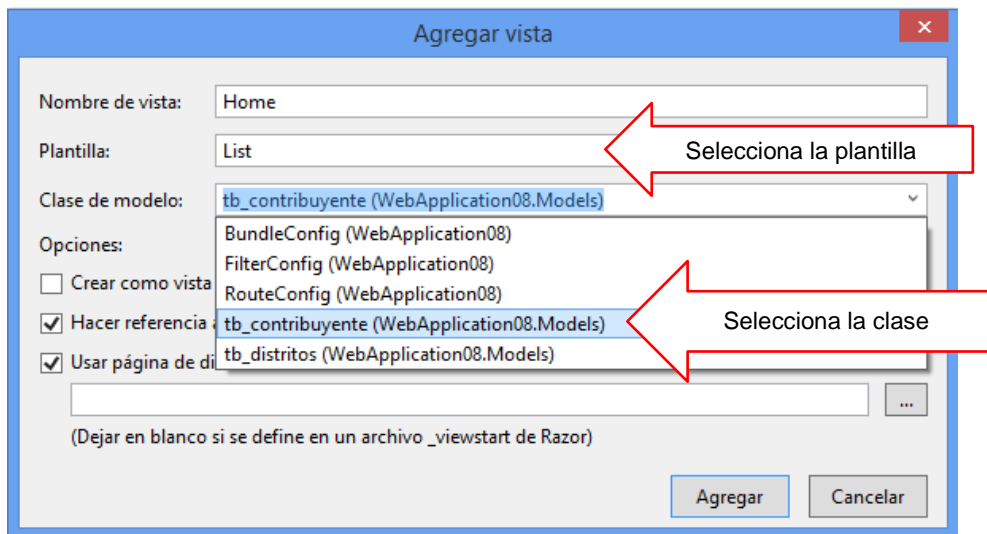 Agregar vista
Nombre de vista: Home
Plantilla: List
Selecciona la plantilla
Clase de modelo: tb_contribuyente (WebApplication08.Models)
Opciones: BundleConfig (WebApplication08)
FilterConfig (WebApplication08)
Crear como vista RouteConfig (WebApplication08)
Hacer referencia tb_contribuyente (WebApplication08.Models)
Selecciona la clase
Usar página de tb_distritos (WebApplication08.Models)
...
(Dejar en blanco si se define en un archivo _viewstart de Razor)
Agregar Cancelar